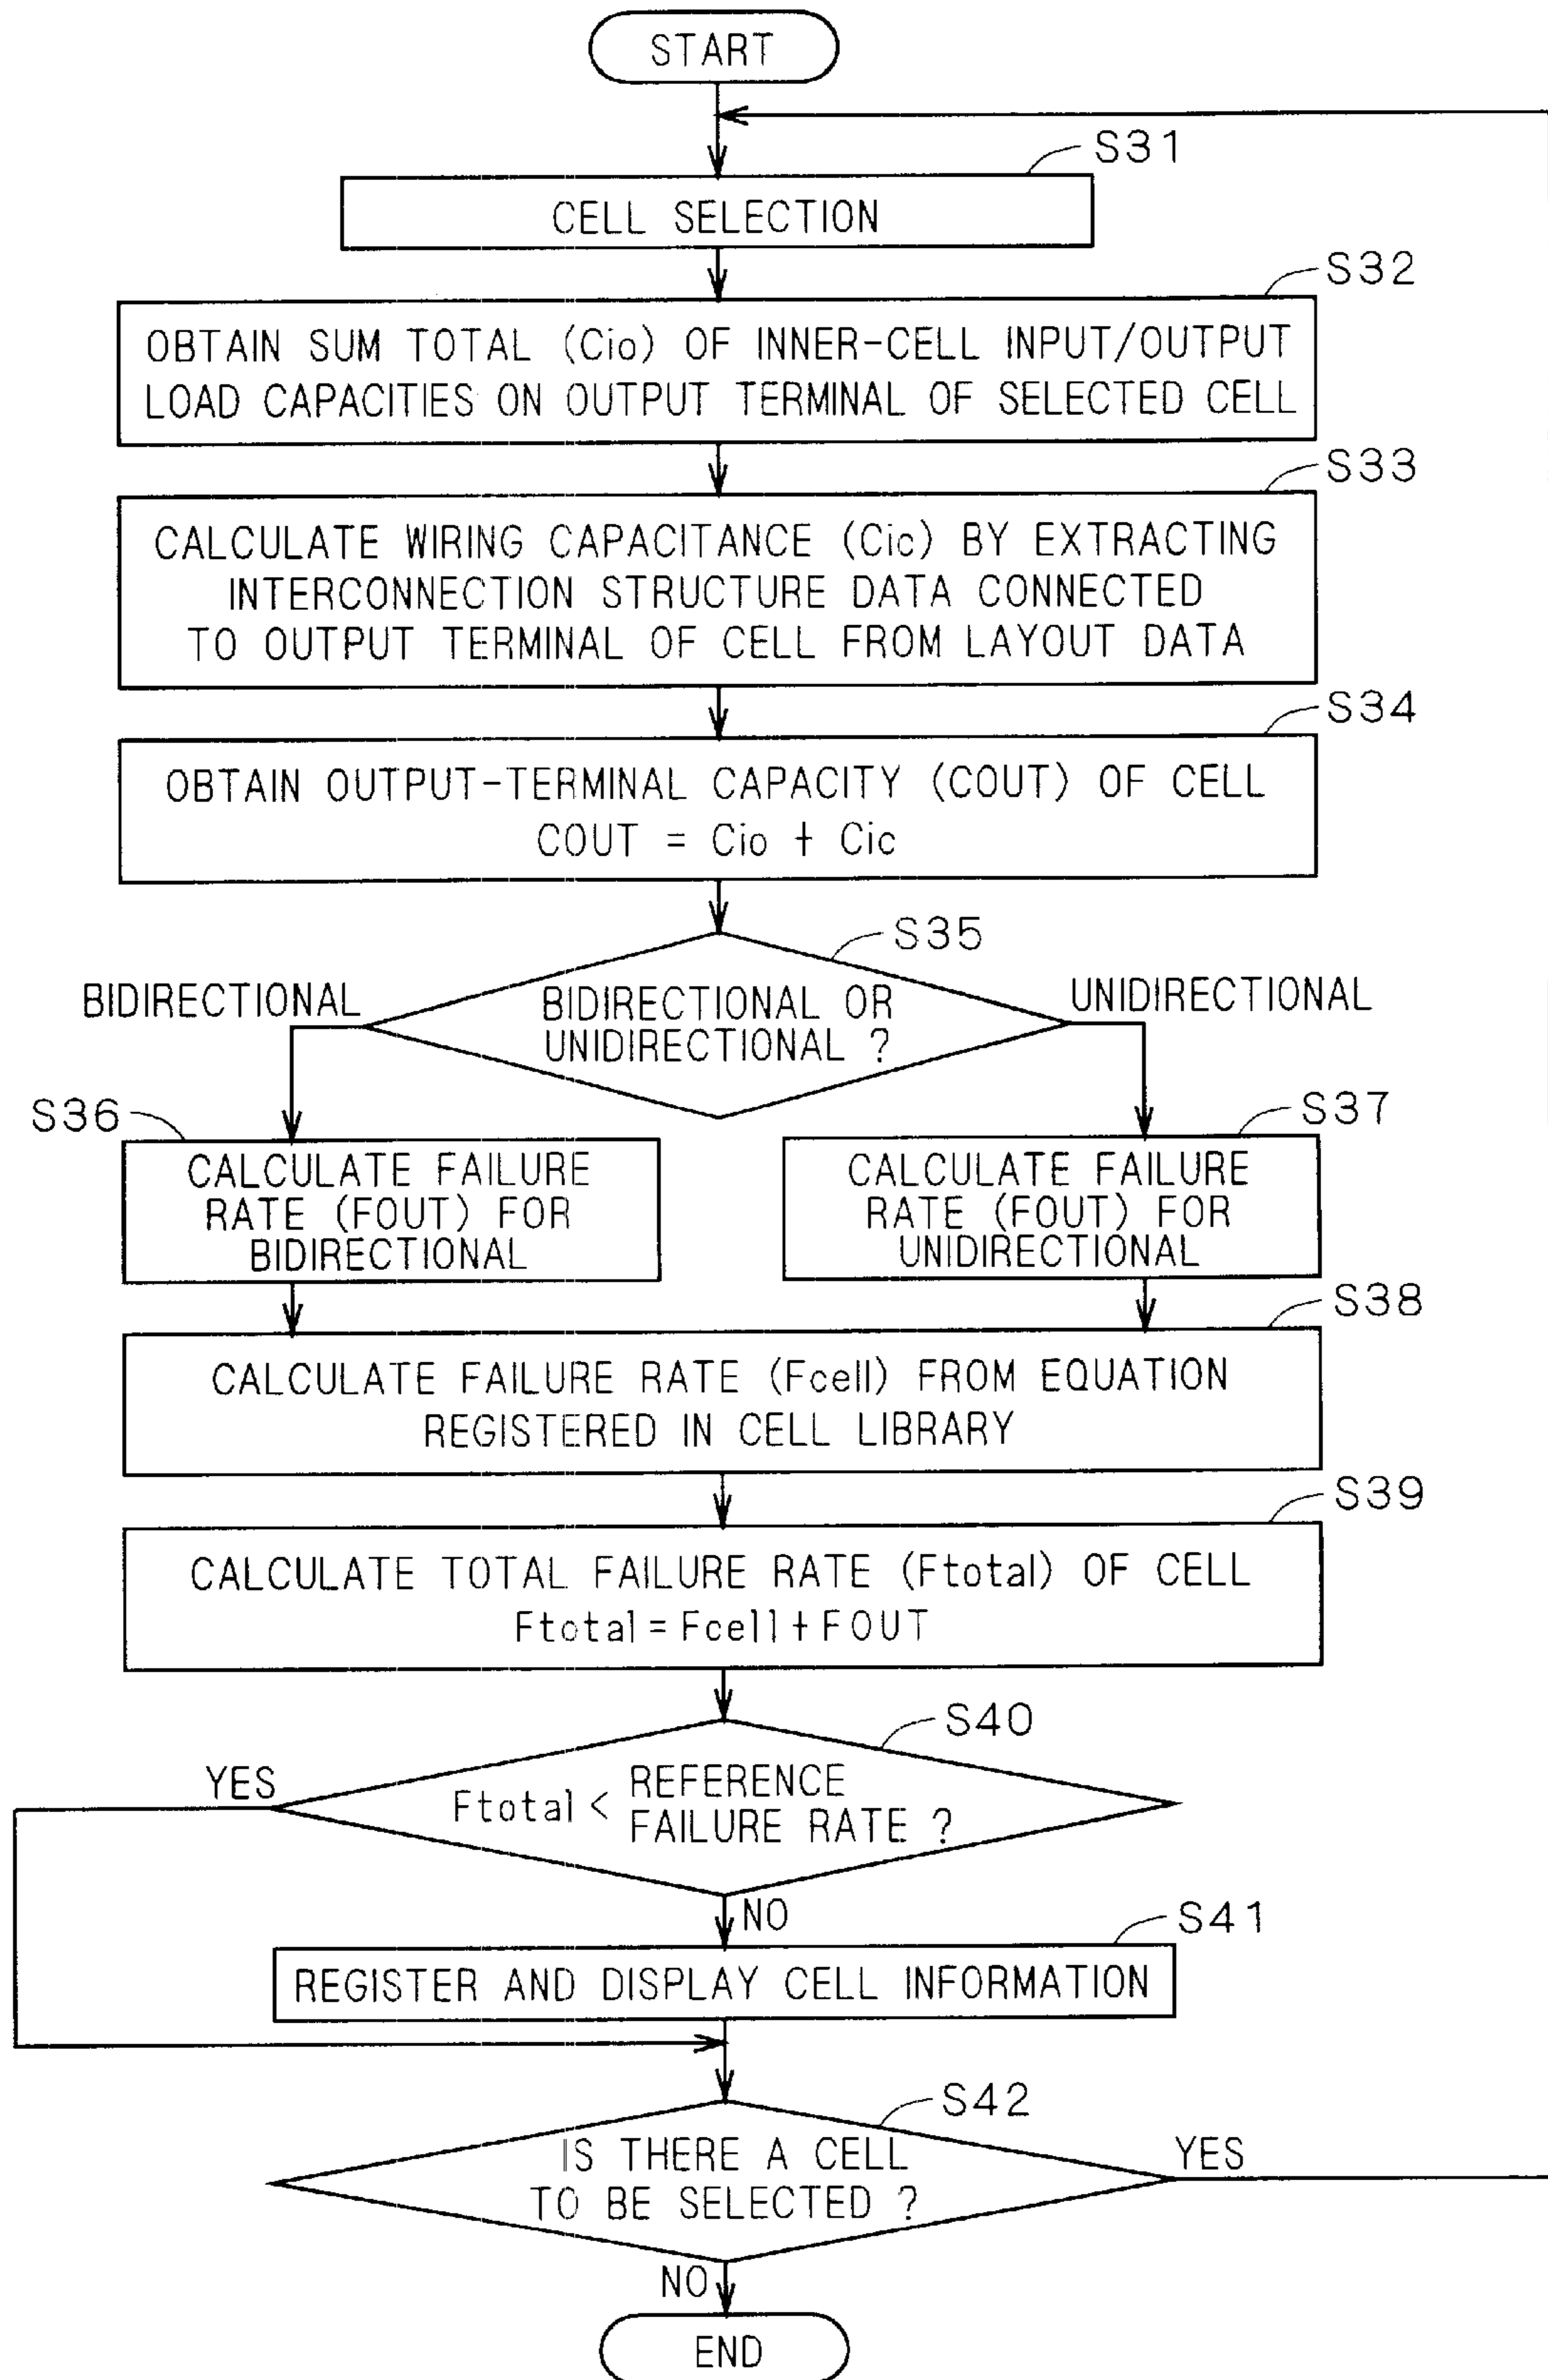 START
S31
CELL SELECTION
S32
OBTAIN SUM TOTAL (Cio) OF INNER-CELL INPUT/OUTPUT
LOAD CAPACITIES ON OUTPUT TERMINAL OF SELECTED CELL
S33
CALCULATE WIRING CAPACITANCE (Cic) BY EXTRACTING
INTERCONNECTION STRUCTURE DATA CONNECTED
TO OUTPUT TERMINAL OF CELL FROM LAYOUT DATA
S34
OBTAIN OUTPUT-TERMINAL CAPACITY (COUT) OF CELL
COUT = Cio + Cic
S35
BIDIRECTIONAL
BIDIRECTIONAL OR
UNIDIRECTIONAL ?
UNIDIRECTIONAL
S36
CALCULATE FAILURE
RATE (FOUT) FOR
BIDIRECTIONAL
S37
CALCULATE FAILURE
RATE (FOUT) FOR
UNIDIRECTIONAL
S38
CALCULATE FAILURE RATE (Fcell) FROM EQUATION
REGISTERED IN CELL LIBRARY
S39
CALCULATE TOTAL FAILURE RATE (Ftotal) OF CELL
Ftotal = Fcell + FOUT
S40
YES
Ftotal < REFERENCE
FAILURE RATE ?
NO
S41
REGISTER AND DISPLAY CELL INFORMATION
S42
IS THERE A CELL
TO BE SELECTED ?
YES
NO
END